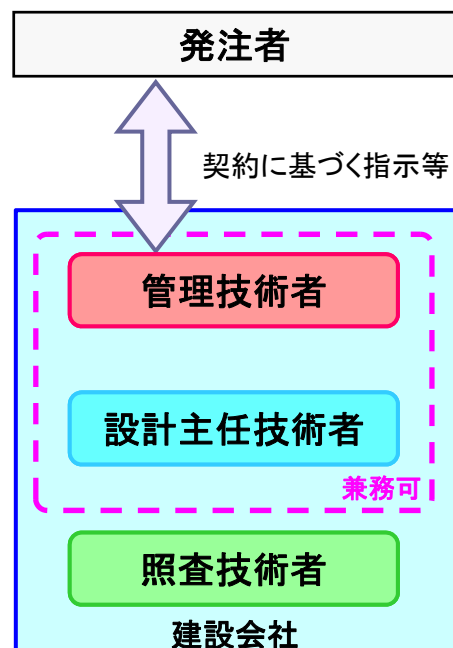 発注者
契約に基づく指示等
管理技術者
設計主任技術者
兼務可
照査技術者
建設会社